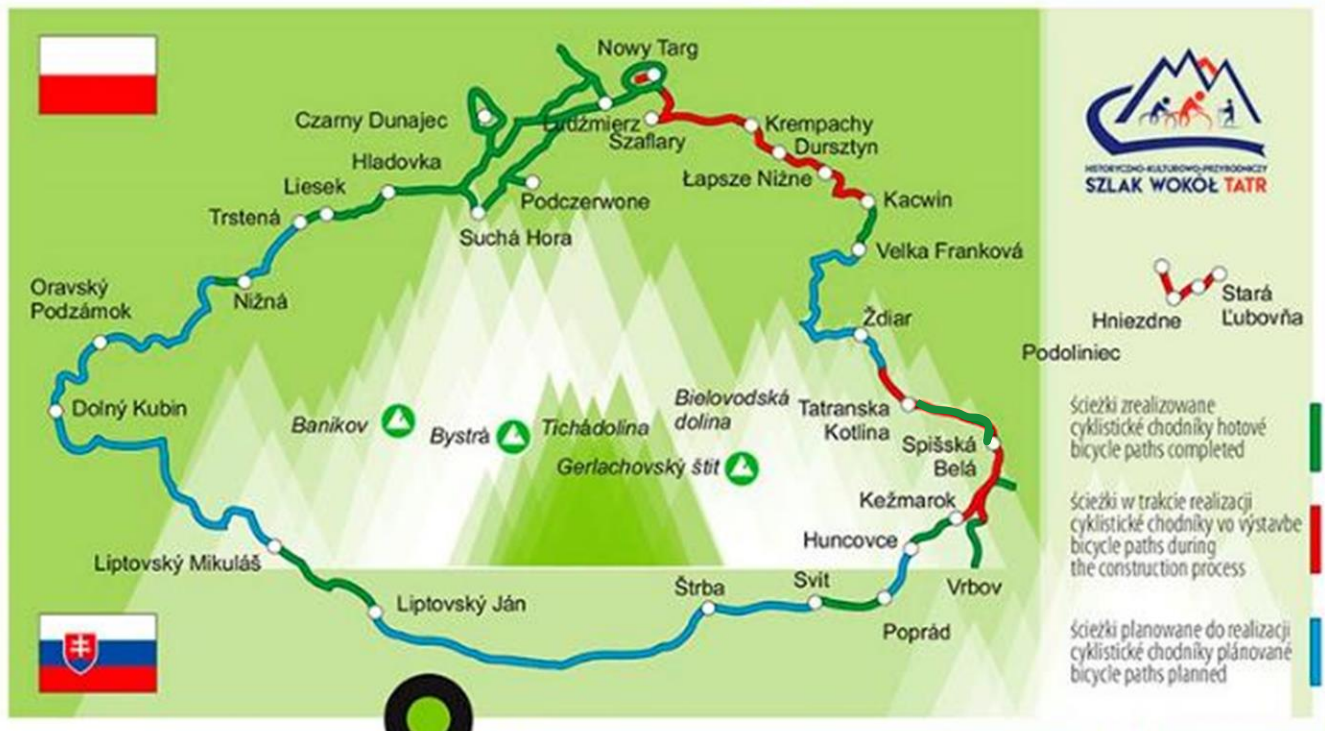 Nowy Targ
Czarny Dunajec
Ludźmierz
Szaflary
Krempachy
Dursztyn
Hladovka
Łapsze Nižne
Liesek
Podczerwone
Kacwin
Trstená
Suchá Hora
Velka Franková
Nižná
Oravský
Podzámok
Ždiar
Dolný Kubin
Banikov
Bystrá
Tichádolina
Bielovodská
dolina
Gerlachovský štit
Tatranska
Kotlina
Spišská
Belá
Kežmarok
Huncovce
Vrbov
Liptovský Mikuláš
Liptovský Ján
Štrba
Svit
Poprád
HISTORYCZNO-KULTUROWO-PRZYRODNICZY
SZLAK WOKÓŁ TATR
Hniezdne
Stará
Ľubovňa
Podoliniec
ścieżki zrealizowane
cyklistické chodníky hotové
bicycle paths completed
ścieżki w trakcie realizacji
cyklistické chodníky vo výstavbe
bicycle paths during
the construction process
ścieżki planowane do realizacji
cyklistické chodníky plánované
bicycle paths planned